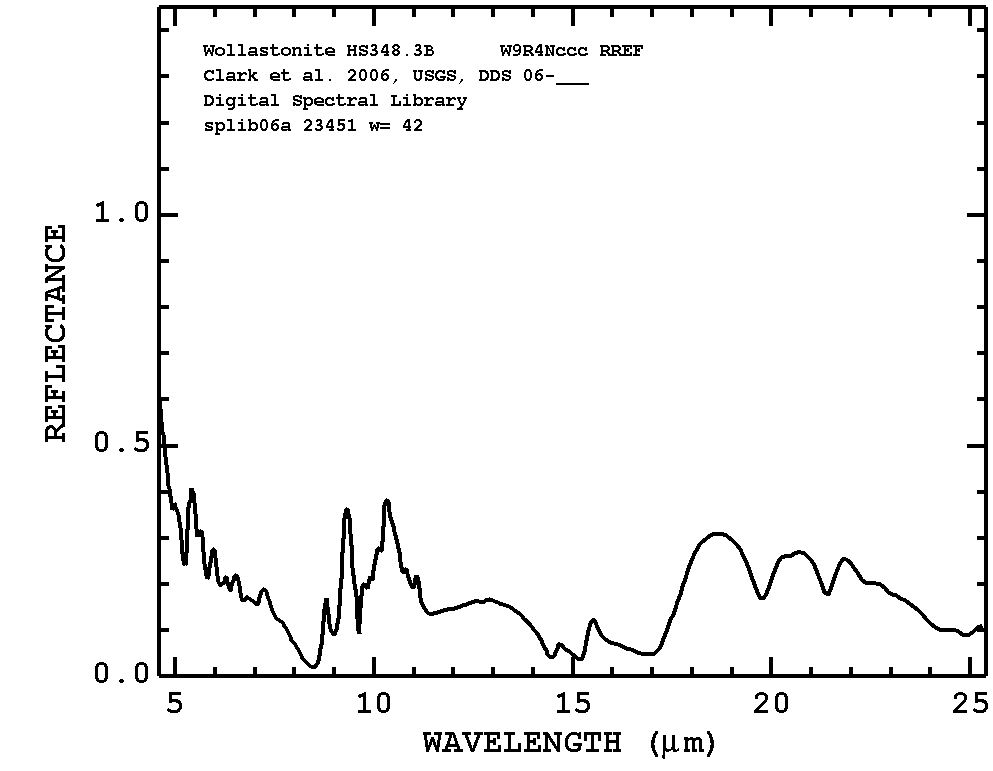 Wollastonite HS348.3B W9R4Nccc RREF
Clark et al. 2006, USGS, DDS 06-___
Digital Spectral Library
splib06a 23451 w= 42
REFLECTANCE
1.0
0.5
0.0
5 10 15 20 25
WAVELENGTH (μm)